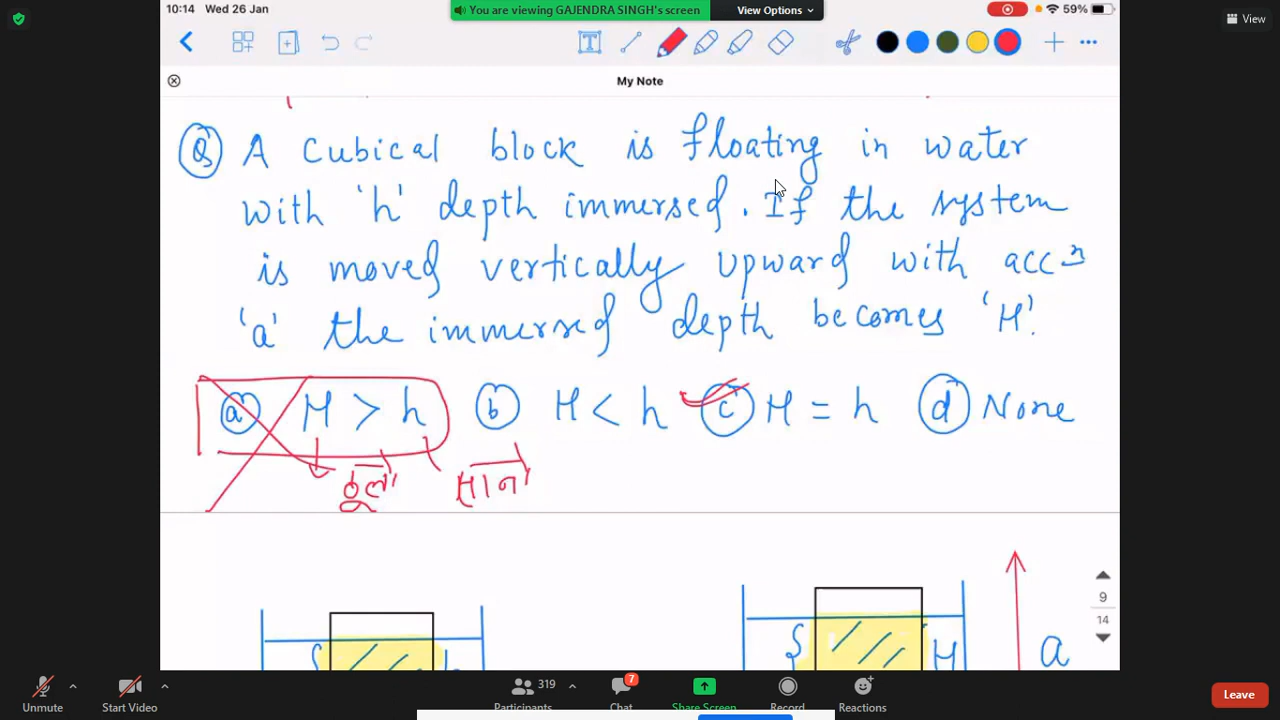 10:14 Wed 26 Jan
You are viewing GAJENDRA SINGH's screen
View Options
59%
View
My Note
Q A cubical block is floating in water
with 'h' depth immersed. If the system
is moved vertically upward with accn
'a' the immersed depth becomes 'H'.
a H > h b H < h c H = h d None
9
14
H
a
Unmute
Start Video
319
Participants
7
Chat
Share Screen
Record
Reactions
Leave